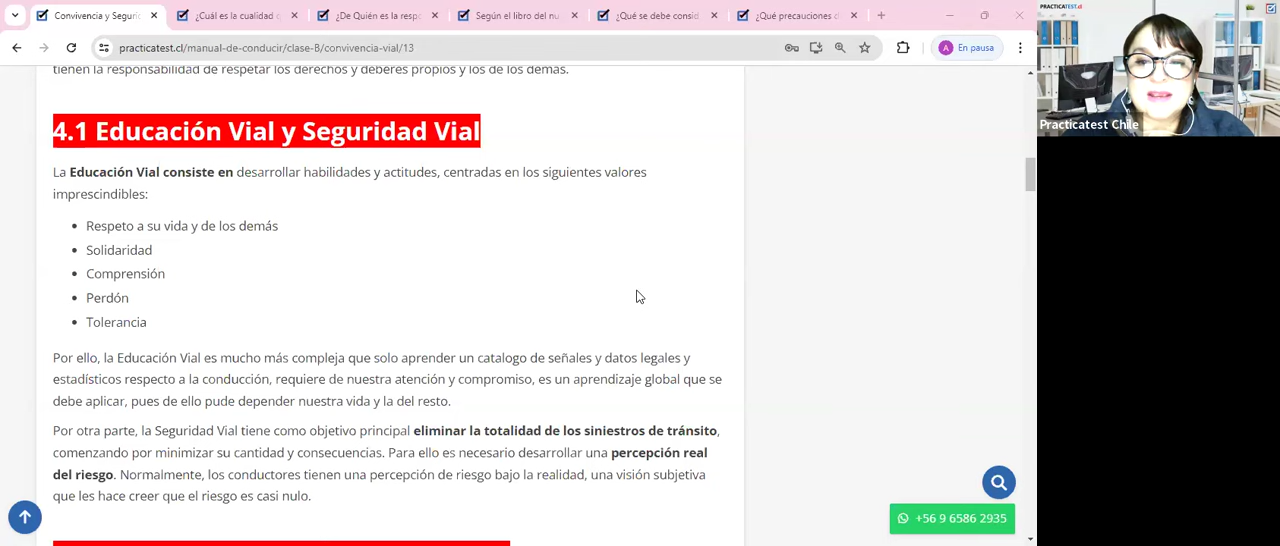 Convivencia y Seguric
¿Cuál es la cualidad c
¿De Quién es la resp
Según el libro del nu
¿Qué se debe consid
¿Qué precauciones d
practicatest.cl/manual-de-conducir/clase-B/convivencia-vial/13
A En pausa
PRACTICATEST.cl
Practicatest Chile
tienen la responsabilidad de respetar los derechos y deberes propios y los de los demás.
4.1 Educación Vial y Seguridad Vial
La Educación Vial consiste en desarrollar habilidades y actitudes, centradas en los siguientes valores
imprescindibles:
Respeto a su vida y de los demás
Solidaridad
Comprensión
Perdón
Tolerancia
Por ello, la Educación Vial es mucho más compleja que solo aprender un catalogo de señales y datos legales y
estadísticos respecto a la conducción, requiere de nuestra atención y compromiso, es un aprendizaje global que se
debe aplicar, pues de ello pude depender nuestra vida y la del resto.
Por otra parte, la Seguridad Vial tiene como objetivo principal eliminar la totalidad de los siniestros de tránsito,
comenzando por minimizar su cantidad y consecuencias. Para ello es necesario desarrollar una percepción real
del riesgo. Normalmente, los conductores tienen una percepción de riesgo bajo la realidad, una visión subjetiva
que les hace creer que el riesgo es casi nulo.
+56 9 6586 2935